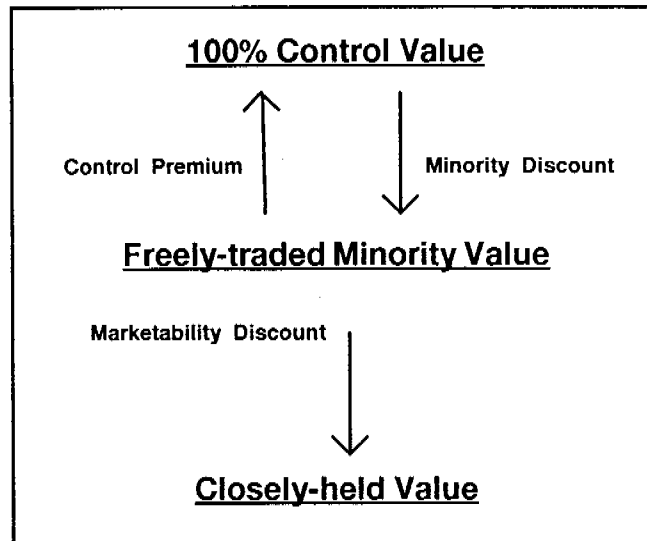 100% Control Value
Control Premium
Minority Discount
Freely-traded Minority Value
Marketability Discount
Closely-held Value